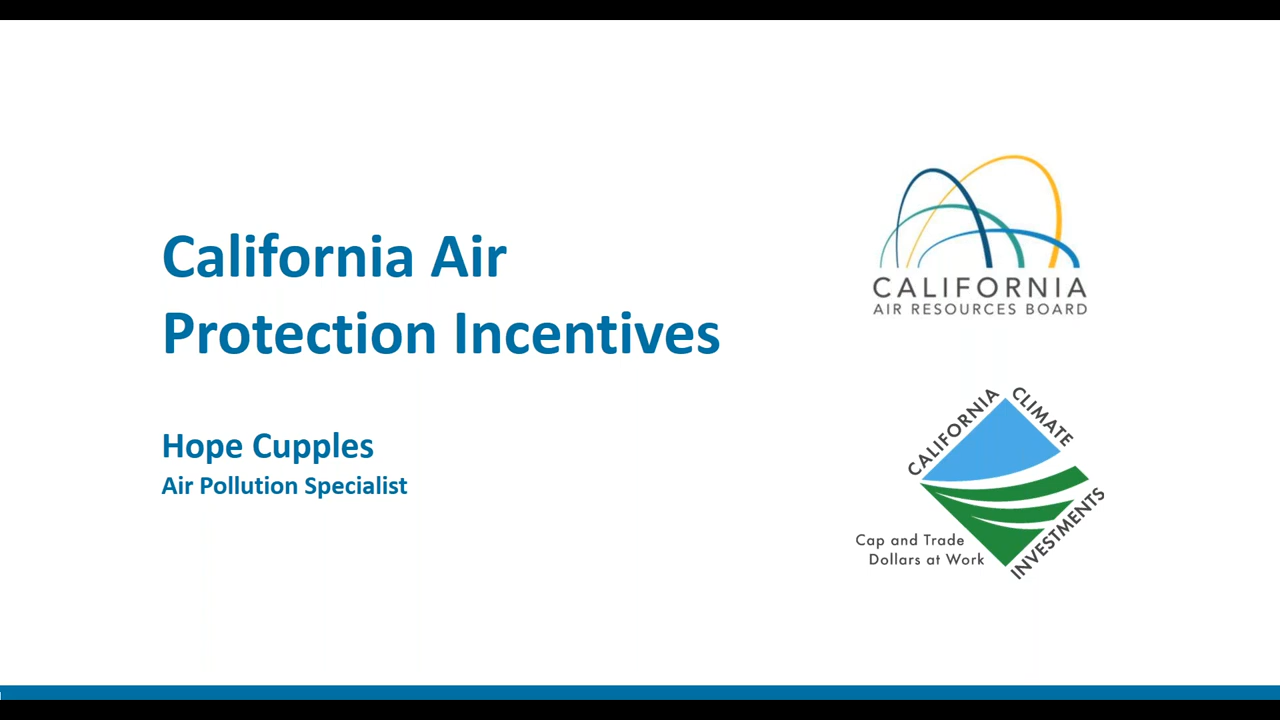 California Air
Protection Incentives
Hope Cupples
Air Pollution Specialist
CALIFORNIA
AIR RESOURCES BOARD
CALIFORNIA
CLIMATE
INVESTMENTS
Cap and Trade
Dollars at Work